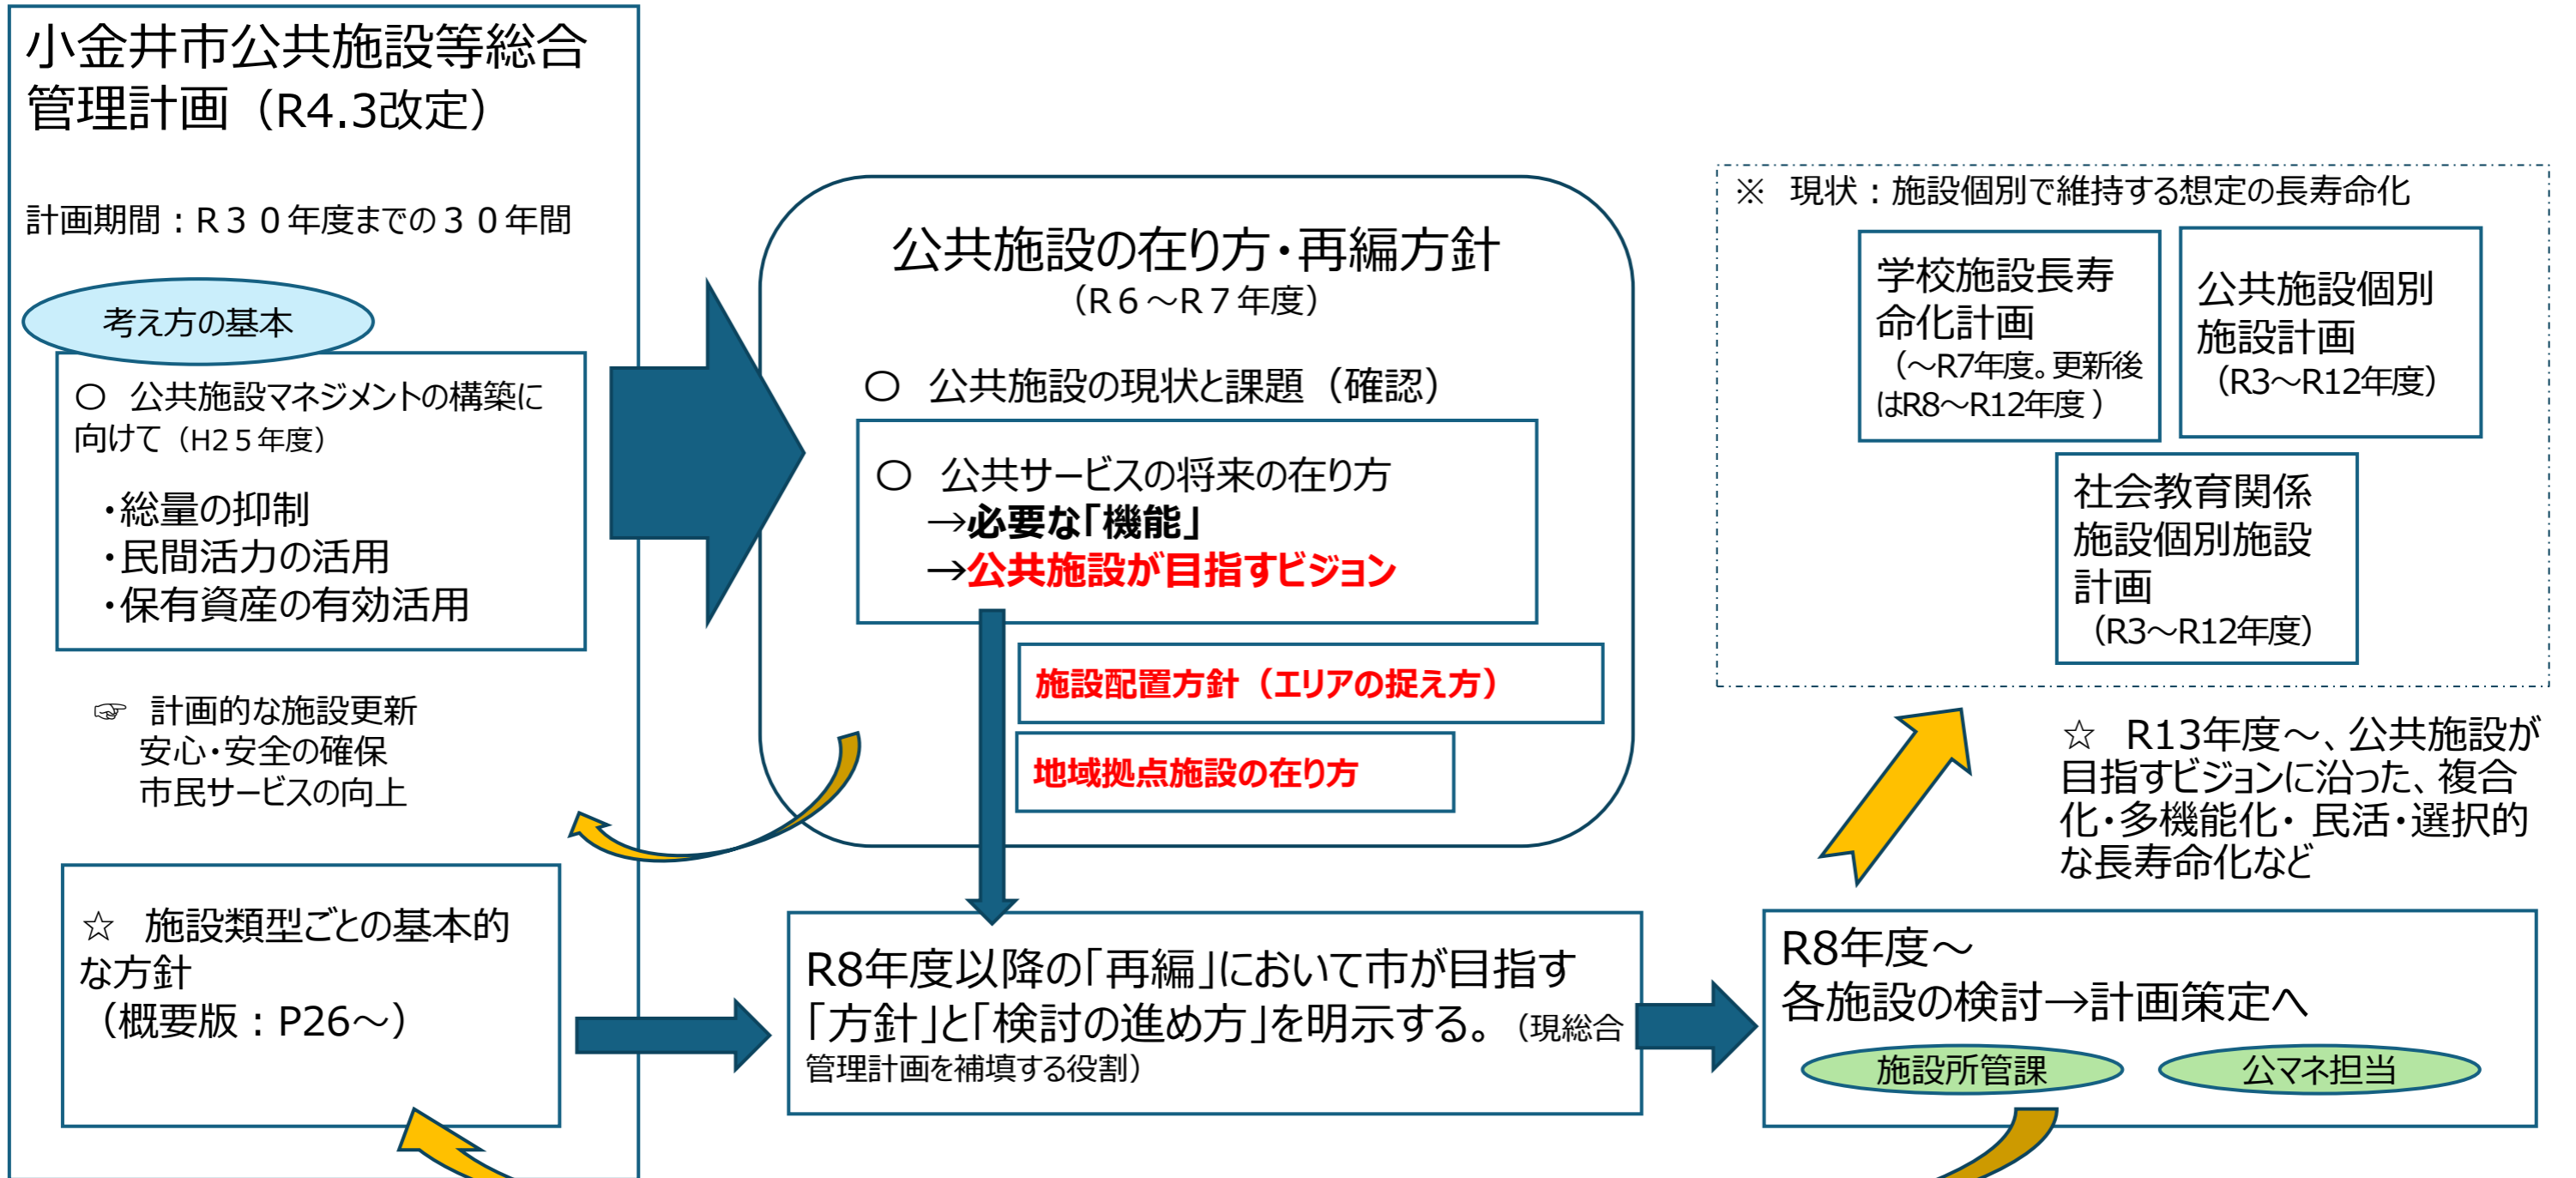 小金井市公共施設等総合
管理計画（R4.3改定）
計画期間：R３０年度までの３０年間
考え方の基本
〇　公共施設マネジメントの構築に
向けて（H２５年度）
・総量の抑制
・民間活力の活用
・保有資産の有効活用
☞　計画的な施設更新
安心・安全の確保
市民サービスの向上
☆　施設類型ごとの基本的
な方針
（概要版：P26～）
公共施設の在り方・再編方針
（R６～R７年度）
〇　公共施設の現状と課題（確認）
〇　公共サービスの将来の在り方
→必要な「機能」
→公共施設が目指すビジョン
施設配置方針（エリアの捉え方）
地域拠点施設の在り方
R8年度以降の「再編」において市が目指す
「方針」と「検討の進め方」を明示する。（現総合
管理計画を補填する役割）
※　現状：施設個別で維持する想定の長寿命化
学校施設長寿
命化計画
（～R7年度。更新後
はR8～R12年度）
公共施設個別
施設計画
（R3～R12年度）
社会教育関係
施設個別施設
計画
（R3～R12年度）
☆　R13年度～、公共施設が
目指すビジョンに沿った、複合
化・多機能化・ 民活・選択的
な長寿命化など
R8年度～
各施設の検討→計画策定へ
施設所管課
公マネ担当